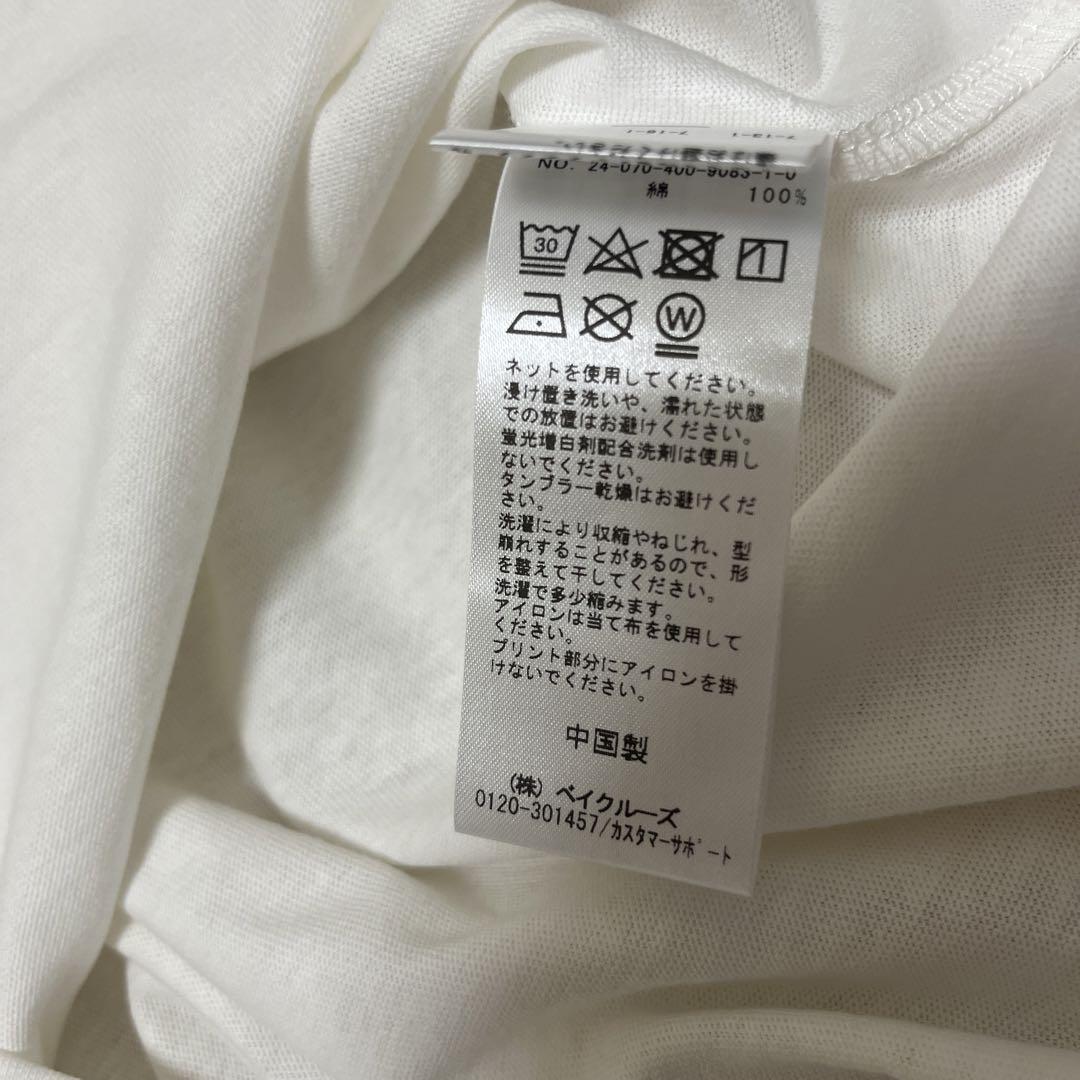 7-13-1
7-16-1
NO. 24-070-400-9083-1-0
綿 100%
30
W
ネットを使用してください。
浸け置き洗いや、濡れた状態
での放置はお避けください。
蛍光増白剤配合洗剤は使用し
ないでください。
タンブラー乾燥はお避けくだ
さい。
洗濯により収縮やねじれ、型
崩れすることがあるので、形
を整えて干してください。
洗濯で多少縮みます。
アイロンは当て布を使用して
ください。
プリント部分にアイロンを掛
けないでください。
中国製
(株) ベイクルーズ
0120-301457/カスタマーサポート